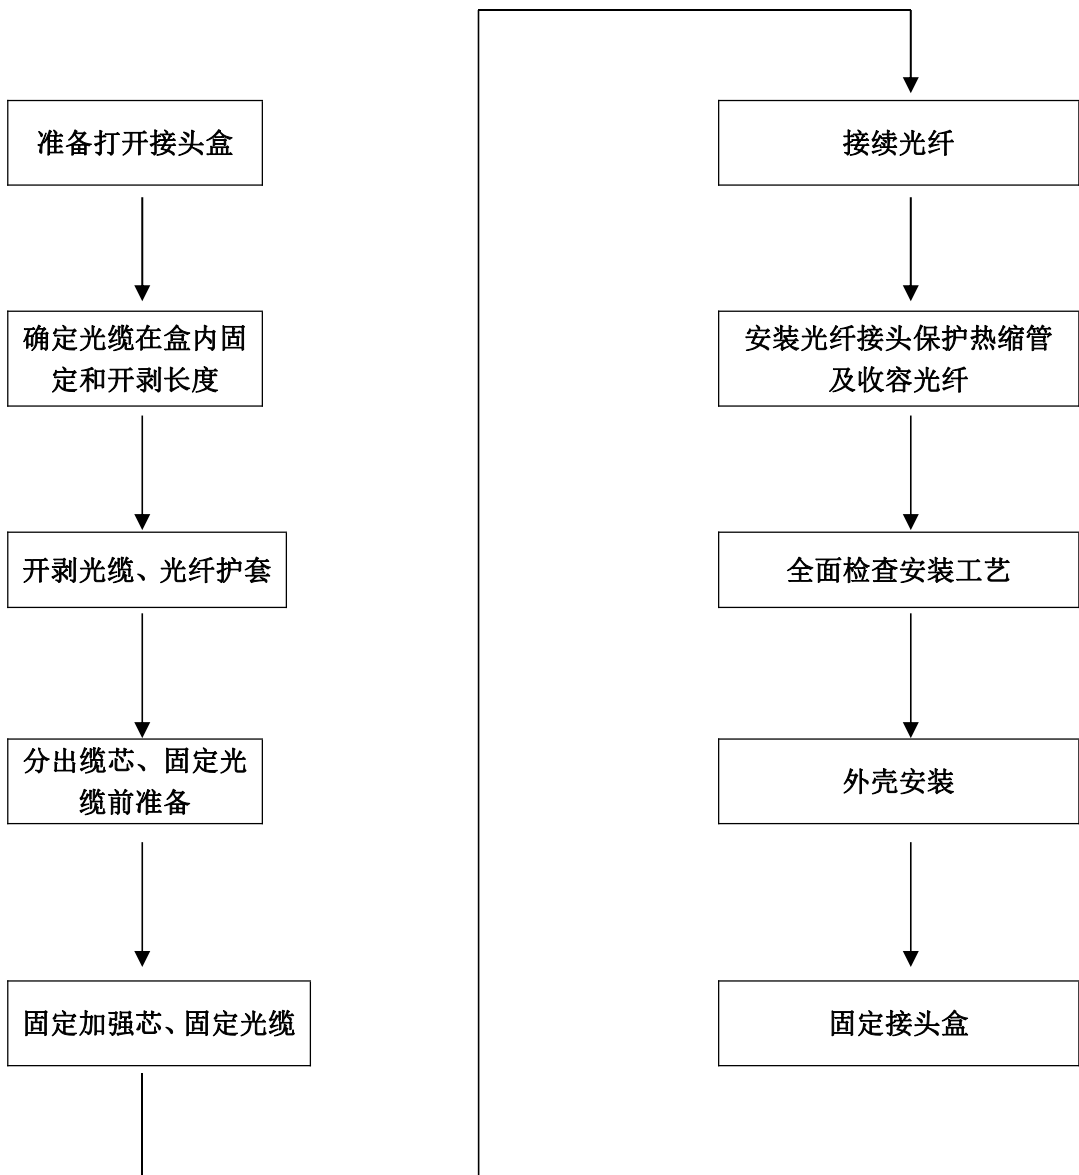 准备打开接头盒
确定光缆在盒内固
定和开剥长度
开剥光缆、光纤护套
分出缆芯、固定光
缆前准备
固定加强芯、固定光缆
接续光纤
安装光纤接头保护热缩管
及收容光纤
全面检查安装工艺
外壳安装
固定接头盒